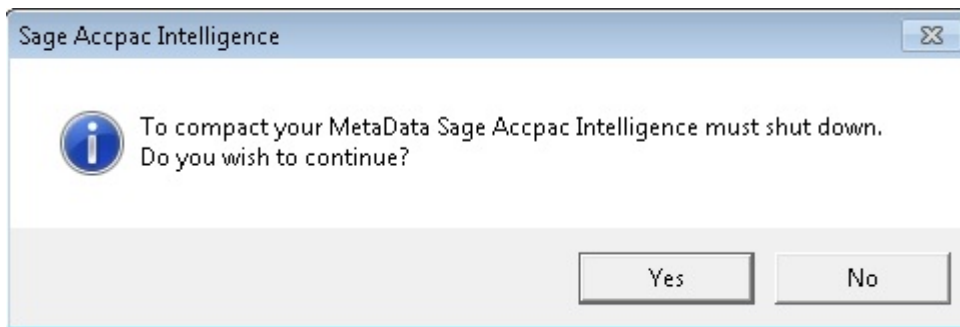 Sage Accpac Intelligence
To compact your MetaData Sage Accpac Intelligence must shut down.
Do you wish to continue?
Yes No